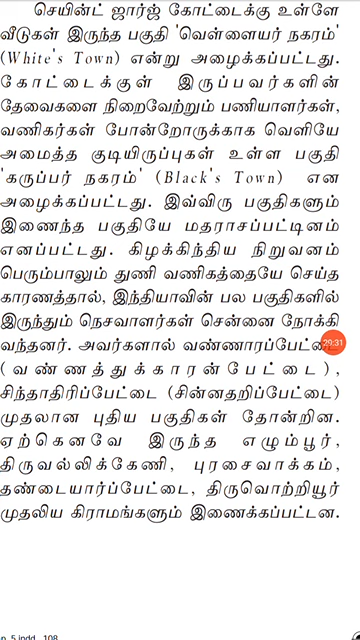 செயின்ட் ஜார்ஜ் கோட்டைக்கு உள்ளே
வீடுகள் இருந்த பகுதி 'வெள்ளையர் நகரம்'
(White's Town) என்று அழைக்கப்பட்டது.
கோட்டைக்குள் இருப்பவர்களின்
தேவைகளை நிறைவேற்றும் பணியாளர்கள்,
வணிகர்கள் போன்றோருக்காக வெளியே
அமைத்த குடியிருப்புகள் உள்ள பகுதி
'கருப்பர் நகரம்' (Black's Town) என
அழைக்கப்பட்டது. இவ்விரு பகுதிகளும்
இணைந்த பகுதியே மதராசப்பட்டினம்
எனப்பட்டது. கிழக்கிந்திய நிறுவனம்
பெரும்பாலும் துணி வணிகத்தையே செய்த
காரணத்தால், இந்தியாவின் பல பகுதிகளில்
இருந்தும் நெசவாளர்கள் சென்னை நோக்கி
வந்தனர். அவர்களால் வண்ணாரப்பேட்டை
29:31
(வண்ணத்துக்காரன்பேட்டை),
சிந்தாதிரிப்பேட்டை (சின்னதறிப்பேட்டை)
முதலான புதிய பகுதிகள் தோன்றின.
ஏற்கெனவே இருந்த எழும்பூர்,
திருவல்லிக்கேணி, புரசைவாக்கம்,
தண்டையார்ப்பேட்டை, திருவொற்றியூர்
முதலிய கிராமங்களும் இணைக்கப்பட்டன.
5.indd 108